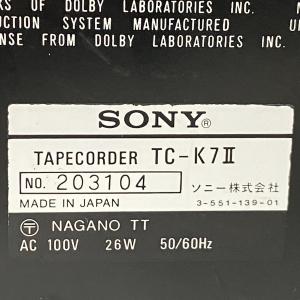 KS OF DOLBY LABORATORIES INC.
UCTION SYSTEM MANUFACTURED U
ENSE FROM DOLBY LABORATORIES INC.
SONY®
TAPECORDER TC-K7II
NO. 203104
ソニー株式会社
MADE IN JAPAN 3-551-139-01
〒 NAGANO TT
AC 100V 26W 50/60Hz